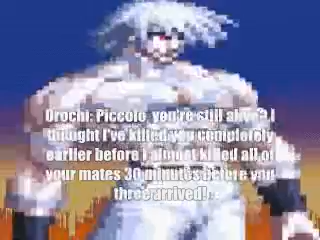 Orochi: Piccolo, you're still alive? I
thought I've killed you completely
earlier before I almost killed all of
your mates 30 minutes before you
three arrived!